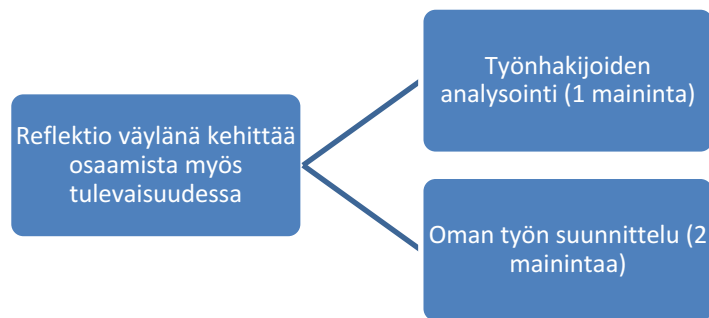 Reflektio väylänä kehittää
osaamista myös
tulevaisuudessa
Työnhakijoiden
analysointi (1 maininta)
Oman työn suunnittelu (2
mainintaa)